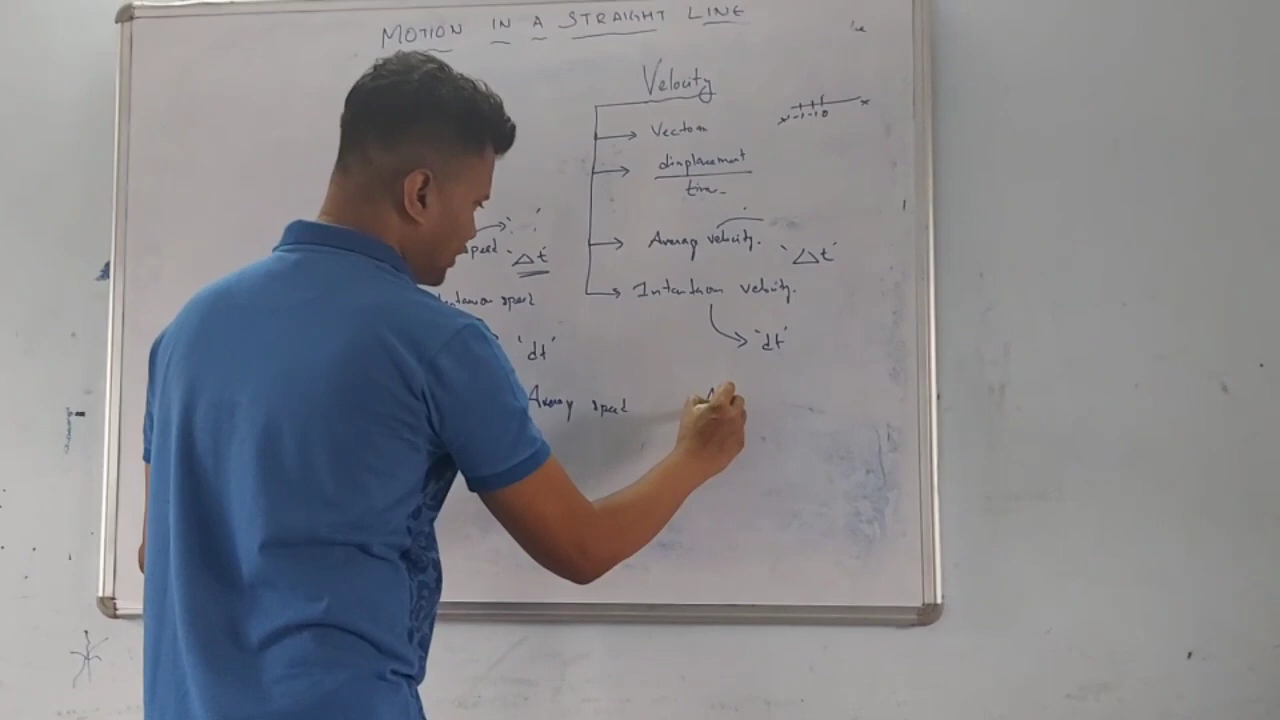 MOTION IN A STRAIGHT LINE
Velocity
Vector
displacement
time
speed 'Δt'
Average velocity. 'Δt'
speed
Instantaneous velocity.
'dt'
'dt'
Average speed